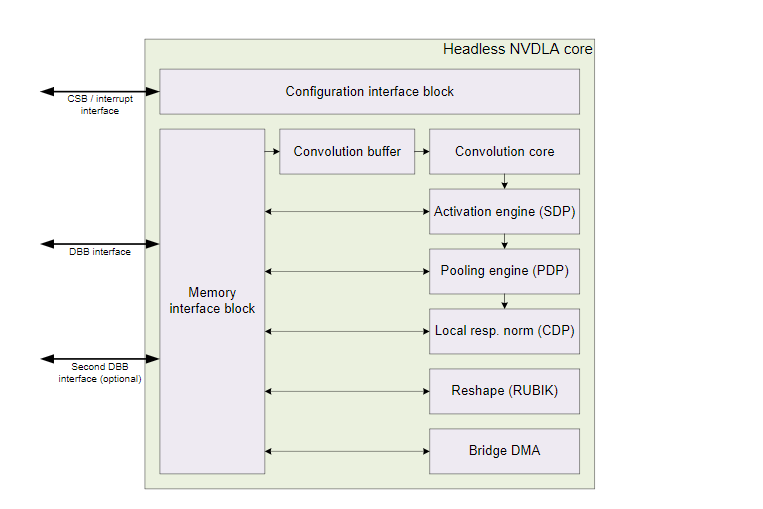 Headless NVDLA core
Configuration interface block
CSB / interrupt
interface
Convolution buffer
Convolution core
Activation engine (SDP)
DBB interface
Pooling engine (PDP)
Memory
interface block
Local resp. norm (CDP)
Second DBB
interface (optional)
Reshape (RUBIK)
Bridge DMA